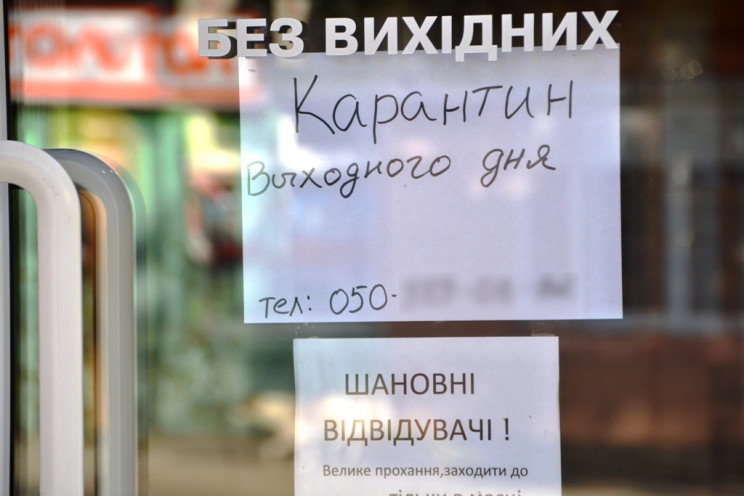 БЕЗ ВИХІДНИХ
Карантин
Выходного дня
тел: 050-
ШАНОВНІ
ВІДВІДУВАЧІ !
Велике прохання,заходити до